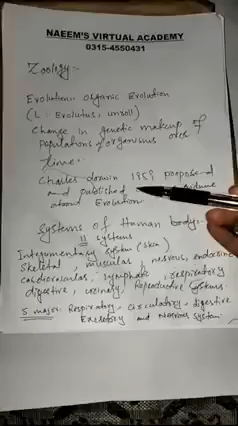 NAEEM'S VIRTUAL ACADEMY
0315-4550431
Zoology:-
Evolution: Organic Evolution
(L: Evolutus, unroll)
Change in genetic makeup of
Populations of organisms over
time.
Charles darwin 1859 proposed
and published
about Evolution.
Systems of Human body:-
11 systems
Integumentary system (skin)
Skeletal, muscular, nervous, endocrine
cardiovascular, lymphatic, respiratory
digestive, urinary, Reproductive systems.
5 major: Respiratory, circulatory, digestive
Excretory and Nervous system.